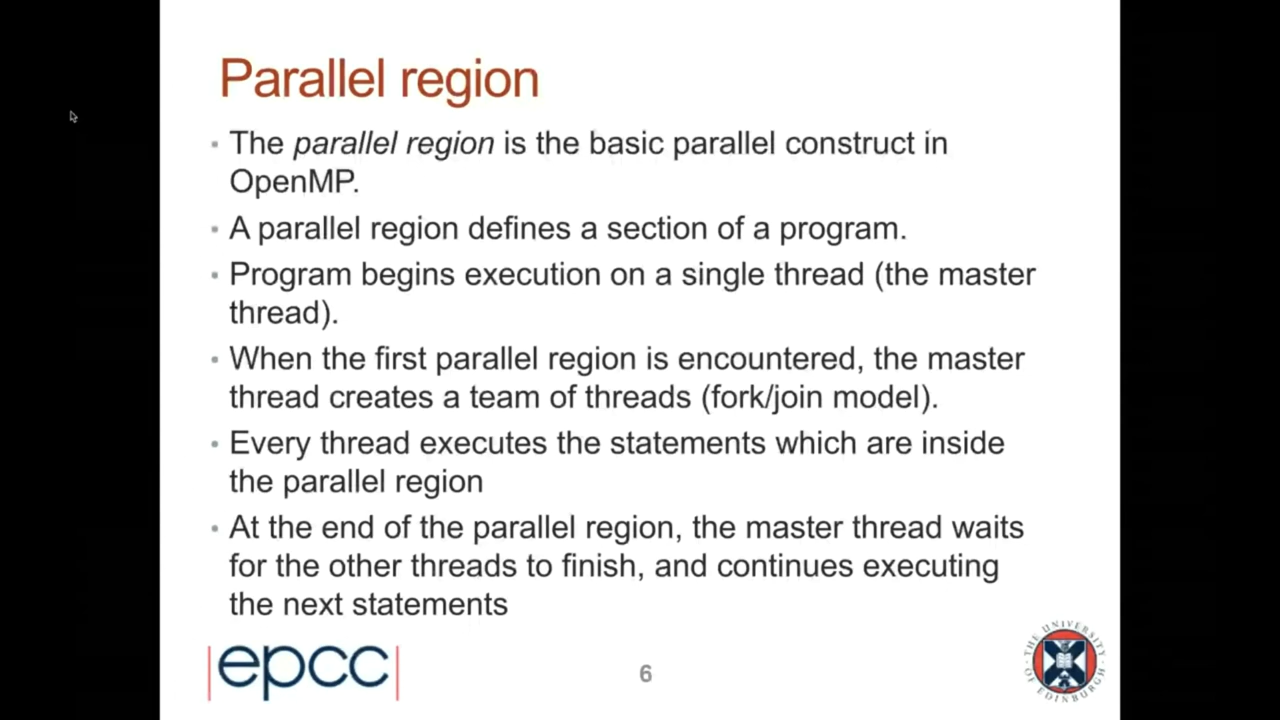 Parallel region
The parallel region is the basic parallel construct in
OpenMP.
A parallel region defines a section of a program.
Program begins execution on a single thread (the master
thread).
When the first parallel region is encountered, the master
thread creates a team of threads (fork/join model).
Every thread executes the statements which are inside
the parallel region
At the end of the parallel region, the master thread waits
for the other threads to finish, and continues executing
the next statements
epcc
6
THE UNIVERSITY
OF EDINBURGH